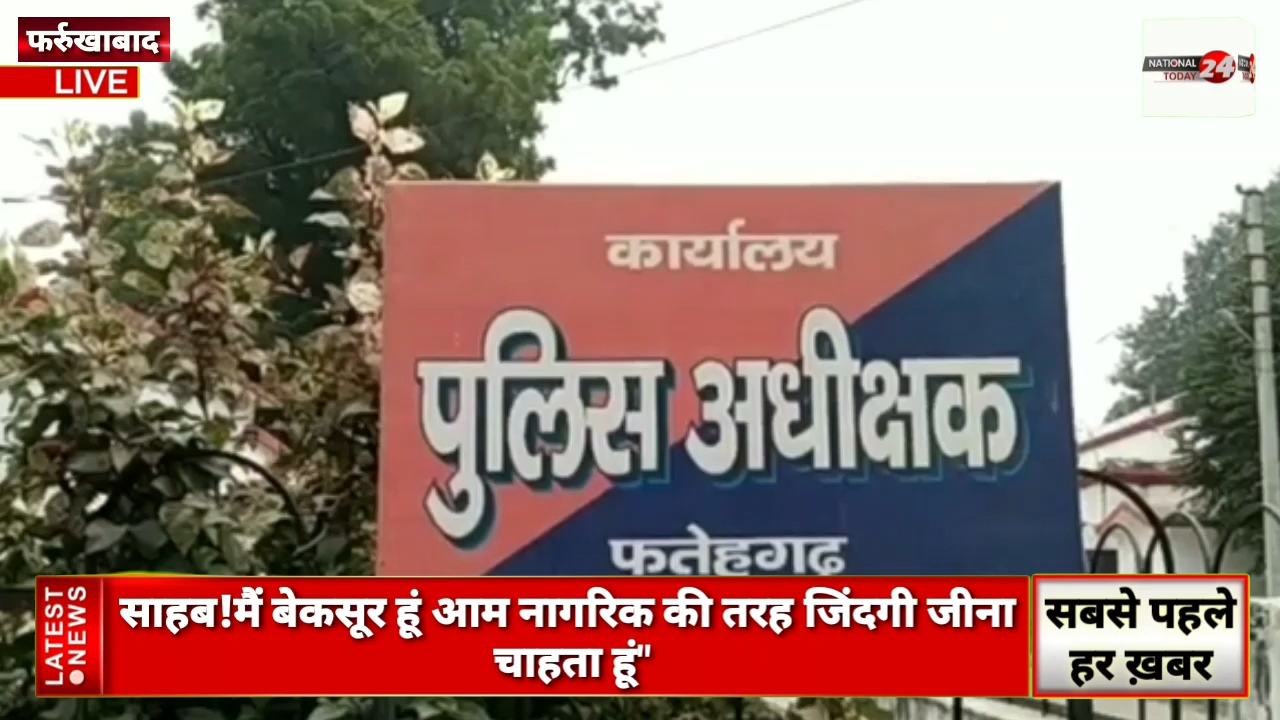 फर्रुखाबाद
LIVE
NATIONAL
TODAY
24
कार्यालय
पुलिस अधीक्षक
फतेहगढ़
LATEST
NEWS
साहब!मैं बेकसूर हूं आम नागरिक की तरह जिंदगी जीना
चाहता हूं"
सबसे पहले
हर ख़बर